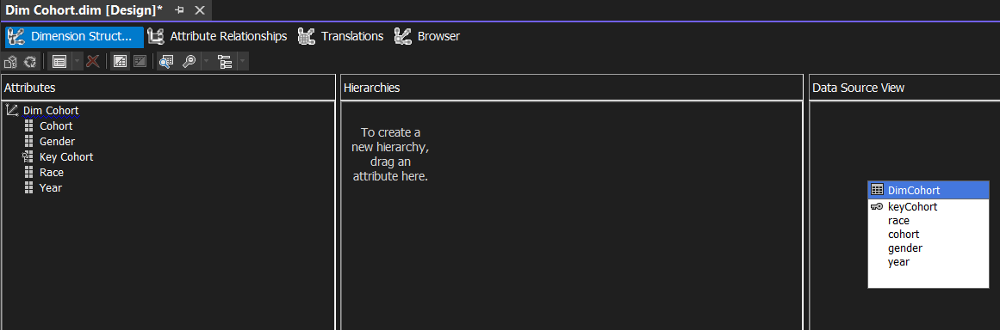 Dim Cohort.dim [Design]*
Dimension Struct... Attribute Relationships Translations Browser
Attributes
Dim Cohort
Cohort
Gender
Key Cohort
Race
Year
Hierarchies
To create a
new hierarchy,
drag an
attribute here.
Data Source View
DimCohort
keyCohort
race
cohort
gender
year